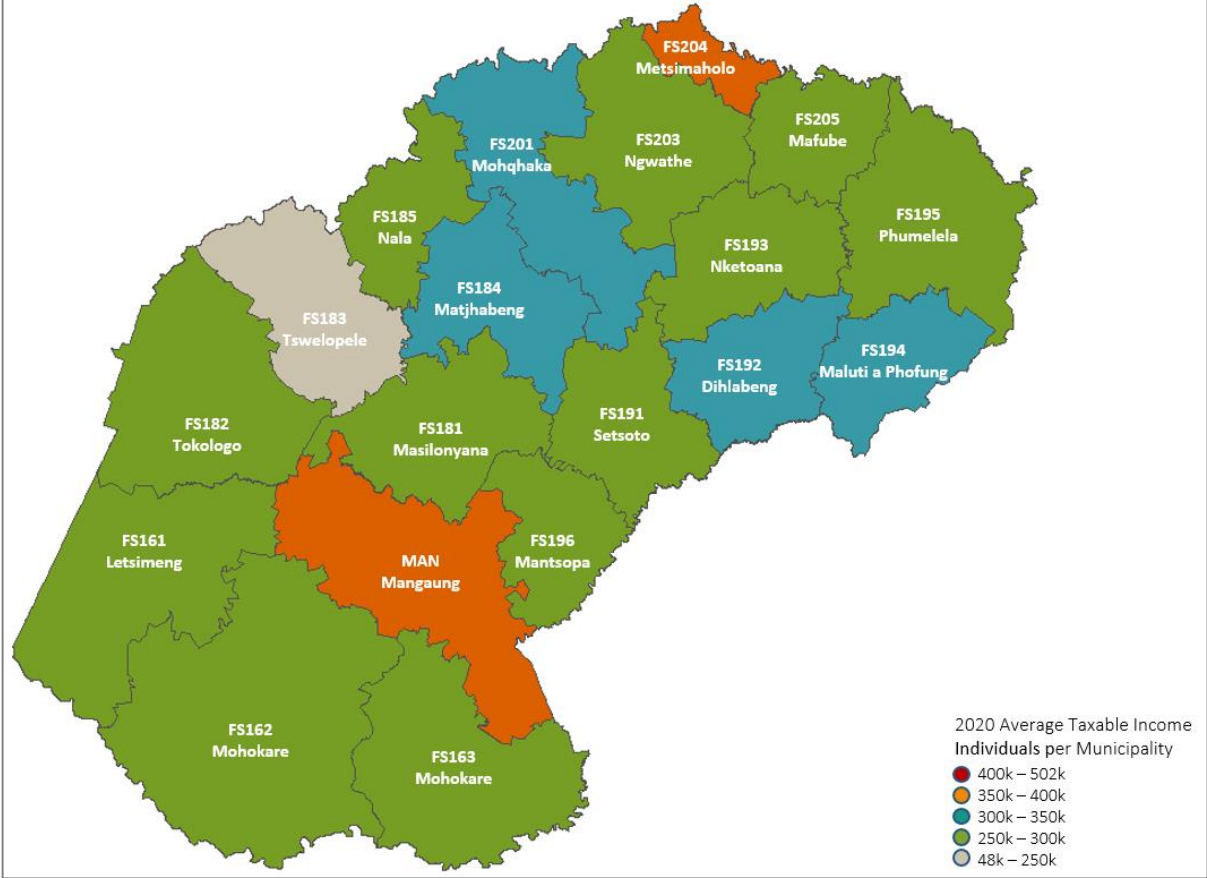 FS204
Metsimaholo
FS205
Mafube
FS201
Mohqhaka
FS203
Ngwathe
FS185
Nala
FS195
Phumelela
FS193
Nketoana
FS184
Matjhabeng
FS183
Tswelopele
FS194
Maluti a Phofung
FS192
Dihlabeng
FS191
Setsoto
FS182
Tokologo
FS181
Masilonyana
FS161
Letsimeng
FS196
Mantsopa
MAN
Mangaung
FS162
Mohokare
FS163
Mohokare
2020 Average Taxable Income
Individuals per Municipality
400k – 502k
350k – 400k
300k – 350k
250k – 300k
48k – 250k